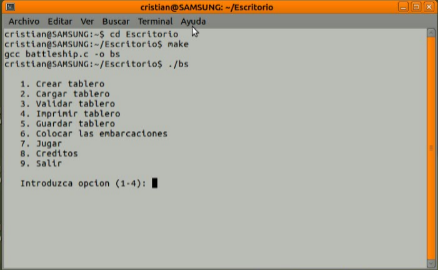 cristian@SAMSUNG: ~/Escritorio
Archivo Editar Ver Buscar Terminal Ayuda
cristian@SAMSUNG:~$ cd Escritorio
cristian@SAMSUNG:~/Escritorio$ make
gcc battleship.c -o bs
cristian@SAMSUNG:~/Escritorio$ ./bs
1. Crear tablero
2. Cargar tablero
3. Validar tablero
4. Imprimir tablero
5. Guardar tablero
6. Colocar las embarcaciones
7. Jugar
8. Creditos
9. Salir
Introduzca opcion (1-4):